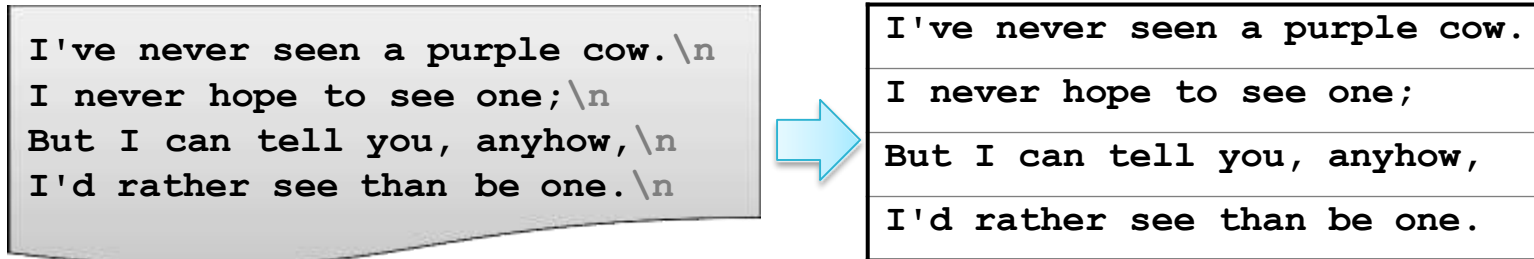 I've never seen a purple cow.\n
I never hope to see one;\n
But I can tell you, anyhow,\n
I'd rather see than be one.\n
I've never seen a purple cow.
I never hope to see one;
But I can tell you, anyhow,
I'd rather see than be one.